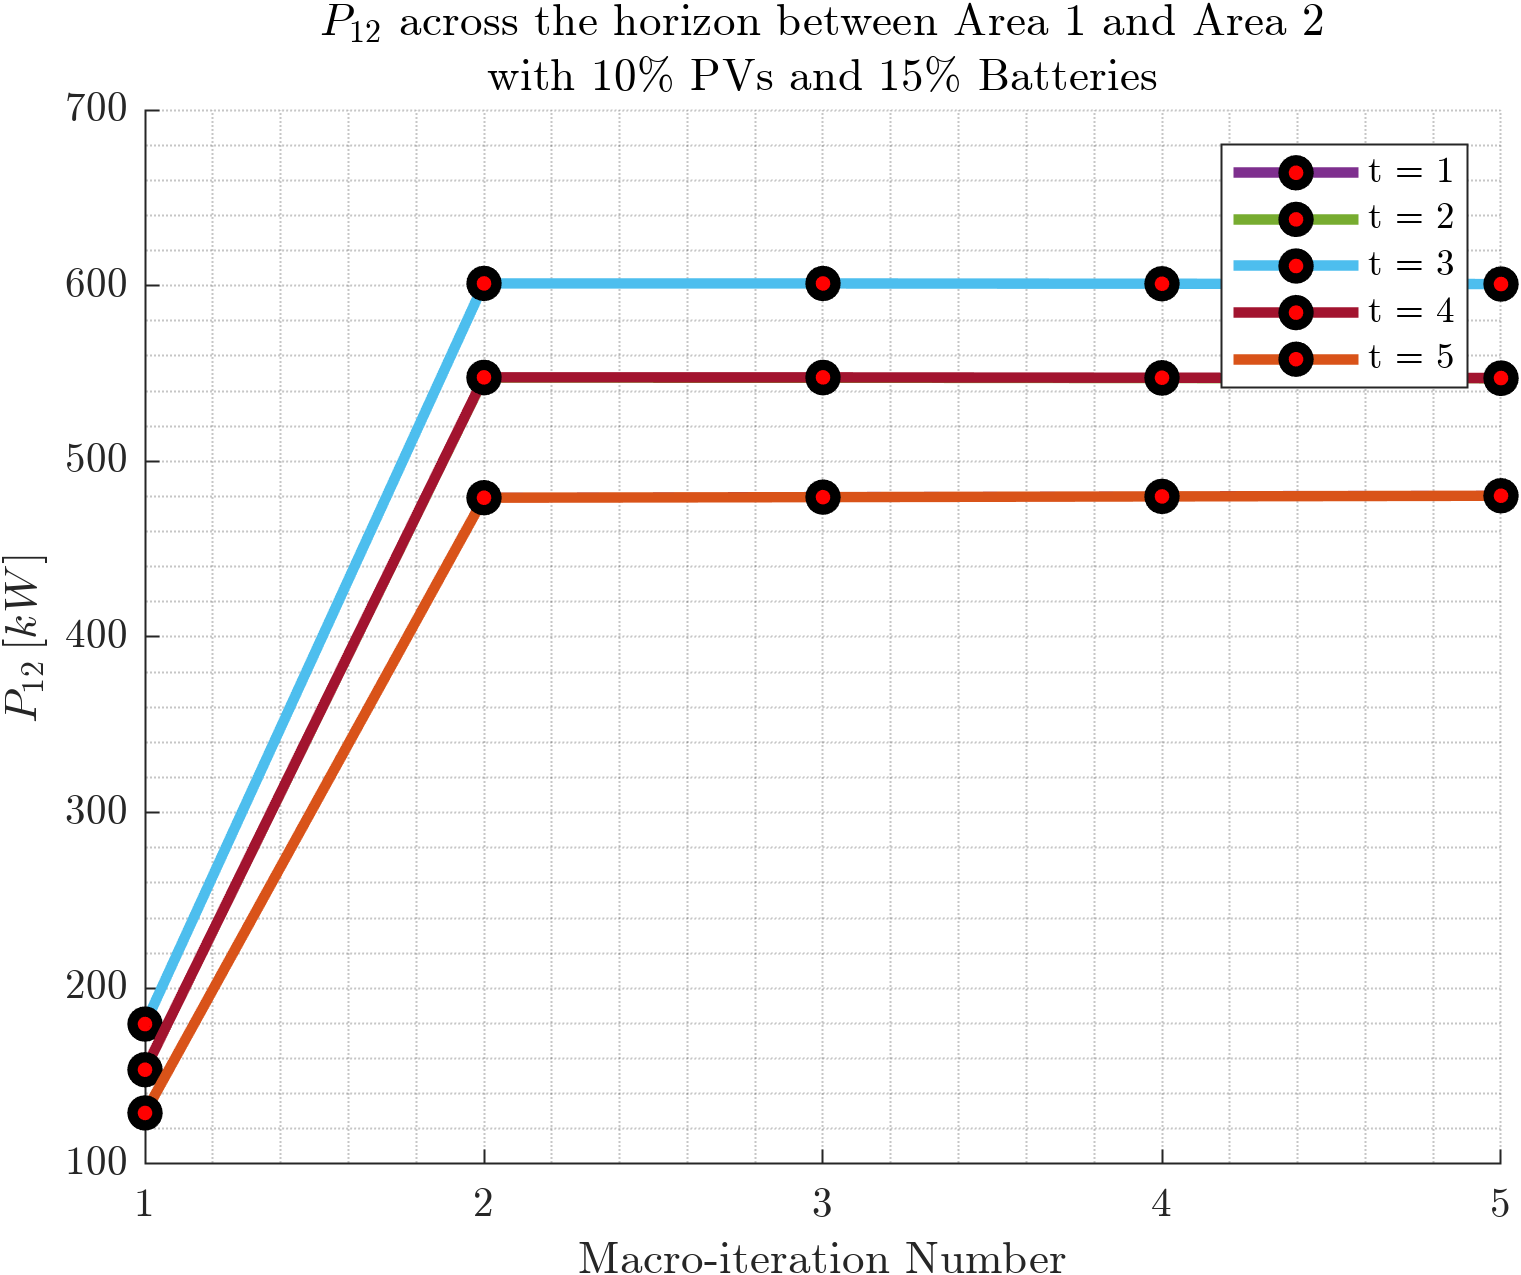 P₁₂ across the horizon between Area 1 and Area 2
with 10% PVs and 15% Batteries
700
600
500
400
300
200
100
P₁₂ [kW]
t = 1
t = 2
t = 3
t = 4
t = 5
1 2 3 4 5
Macro-iteration Number